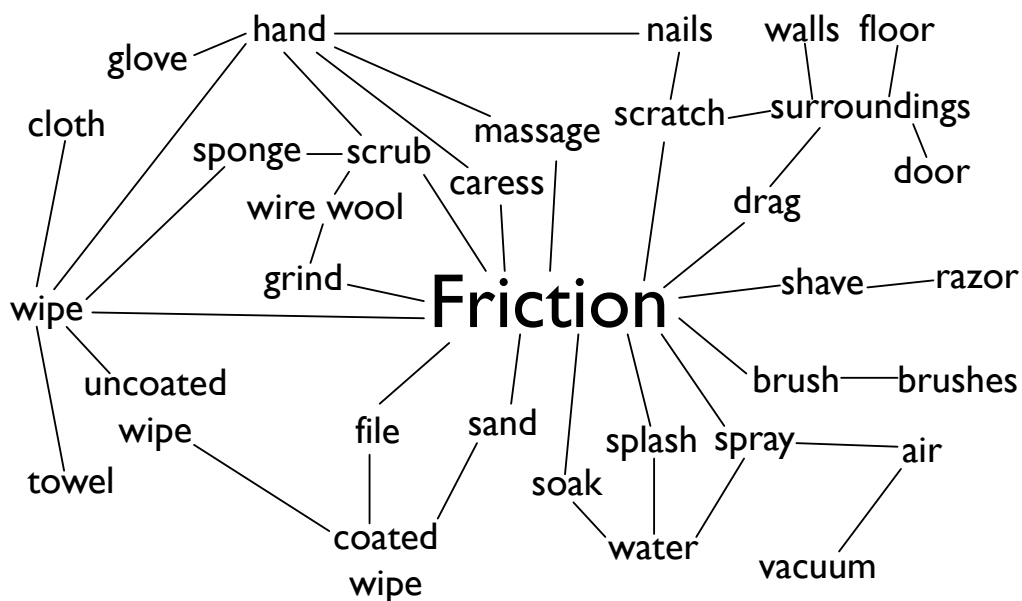 hand
nails
walls
floor
glove
cloth
massage
scratch
surroundings
sponge
scrub
caress
door
wire wool
drag
grind
Friction
shave
razor
wipe
uncoated
wipe
brush
brushes
file
sand
splash
spray
air
towel
soak
coated
wipe
water
vacuum